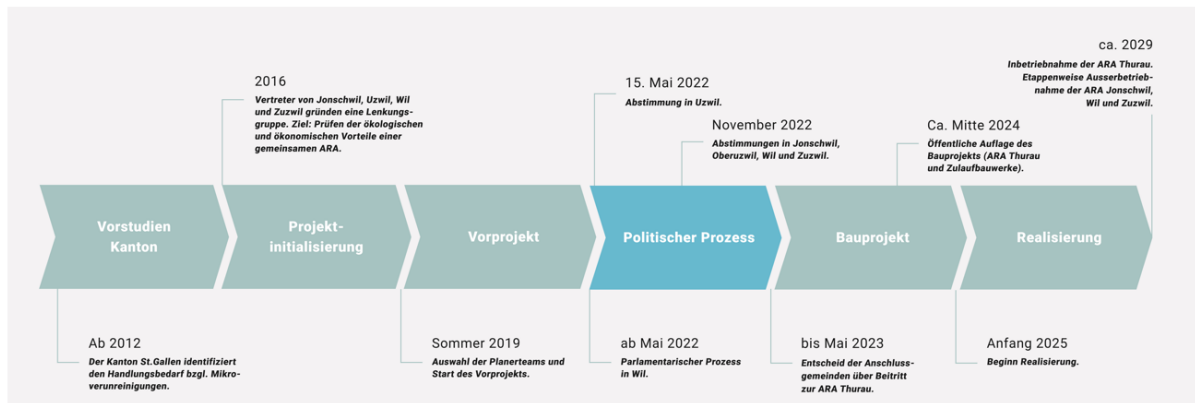 ca. 2029
Inbetriebnahme der ARA Thurau.
Etappenweise Ausserbetrieb-
nahme der ARA Jonschwil,
Wil und Zuzwil.
2016
Vertreter von Jonschwil, Uzwil, Wil
und Zuzwil gründen eine Lenkungs-
gruppe. Ziel: Prüfen der ökologischen
und ökonomischen Vorteile einer
gemeinsamen ARA.
15. Mai 2022
Abstimmung in Uzwil.
November 2022
Abstimmungen in Jonschwil,
Oberuzwil, Wil und Zuzwil.
Ca. Mitte 2024
Öffentliche Auflage des
Bauprojekts (ARA Thurau
und Zulaufbauwerke).
Vorstudien
Kanton
Projekt-
initialisierung
Vorprojekt
Politischer Prozess
Bauprojekt
Realisierung
Ab 2012
Der Kanton St.Gallen identifiziert
den Handlungsbedarf bzgl. Mikro-
verunreinigungen.
Sommer 2019
Auswahl der Planerteams und
Start des Vorprojekts.
ab Mai 2022
Parlamentarischer Prozess
in Wil.
bis Mai 2023
Entscheid der Anschluss-
gemeinden über Beitritt
zur ARA Thurau.
Anfang 2025
Beginn Realisierung.